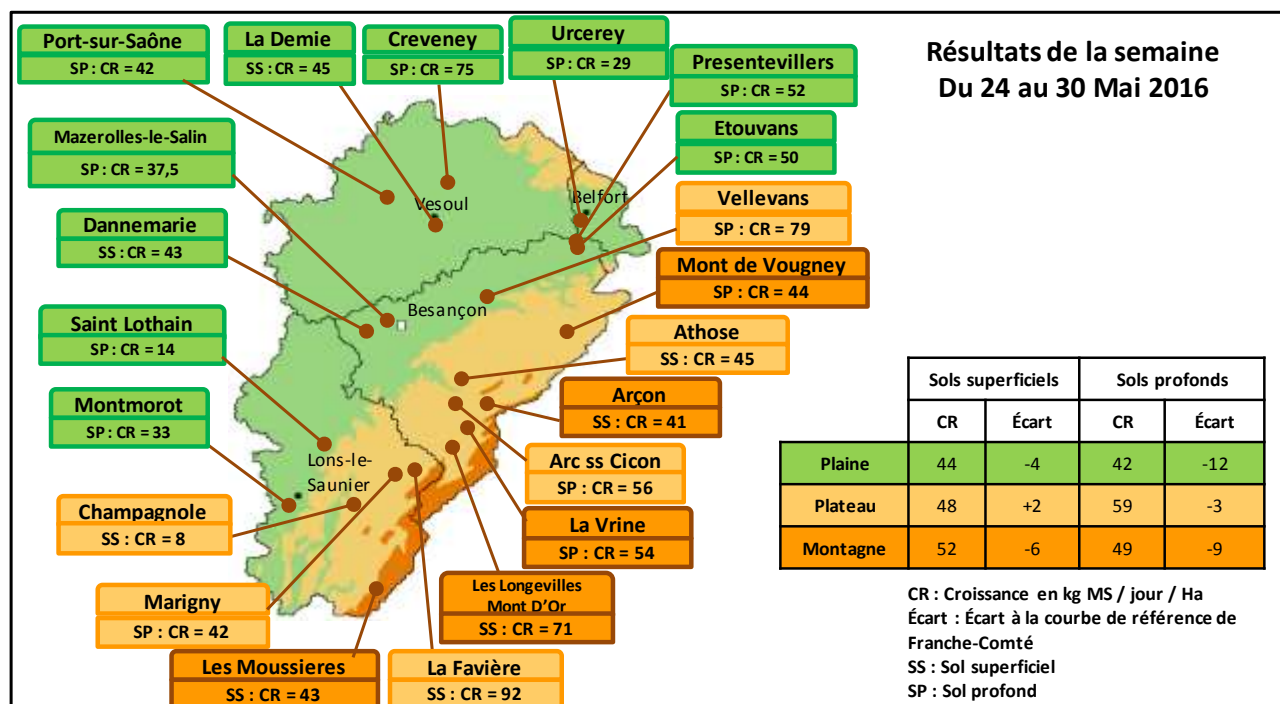 Résultats de la semaine
Du 24 au 30 Mai 2016
Port-sur-Saône
SP : CR = 42
La Demie
SS : CR = 45
Creveney
SP : CR = 75
Urcerey
SP : CR = 29
Presentevillers
SP : CR = 52
Etouvans
SP : CR = 50
Mazerolles-le-Salin
SP : CR = 37,5
Vellevans
SP : CR = 79
Dannemarie
SS : CR = 43
Mont de Vougney
SP : CR = 44
Saint Lothain
SP : CR = 14
Athose
SS : CR = 45
Montmorot
SP : CR = 33
Arçon
SS : CR = 41
Arc ss Cicon
SP : CR = 56
Champagnole
SS : CR = 8
La Vrine
SP : CR = 54
Marigny
SP : CR = 42
Les Longevilles
Mont D'Or
SS : CR = 71
Les Moussieres
SS : CR = 43
La Favière
SS : CR = 92
Vesoul
Belfort
Besançon
Lons-le-
Saunier
Sols superficiels Sols profonds
CR Écart CR Écart
Plaine 44 -4 42 -12
Plateau 48 +2 59 -3
Montagne 52 -6 49 -9
CR : Croissance en kg MS / jour / Ha
Écart : Écart à la courbe de référence de
Franche-Comté
SS : Sol superficiel
SP : Sol profond